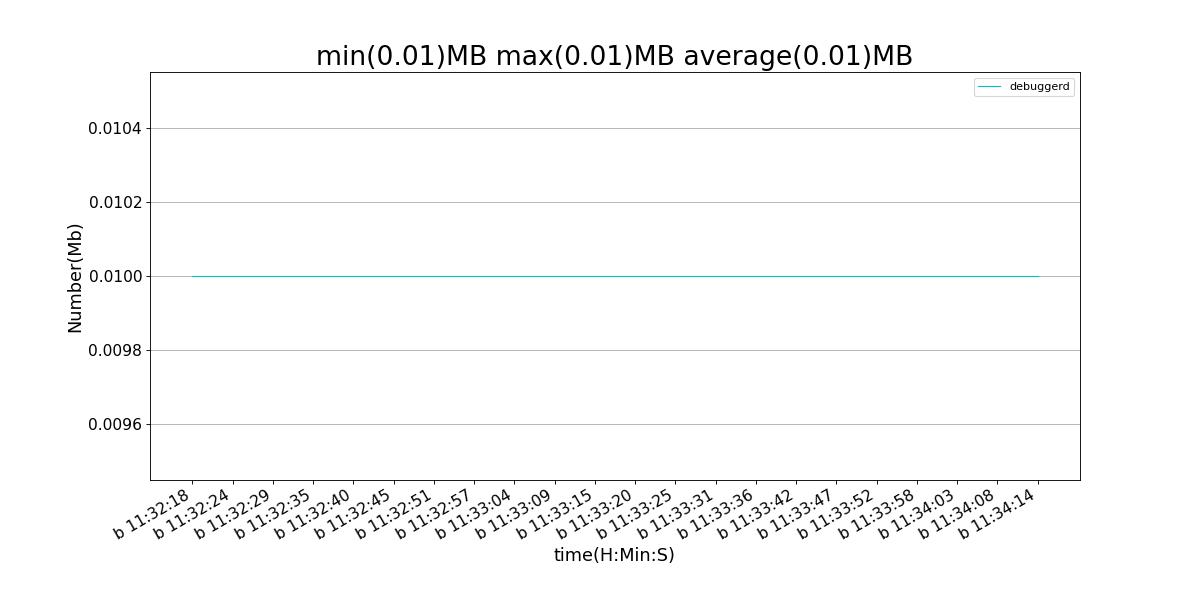 min(0.01)MB max(0.01)MB average(0.01)MB
debuggerd
0.0104
0.0102
0.0100
0.0098
0.0096
Number(Mb)
b 11:32:18
b 11:32:24
b 11:32:29
b 11:32:35
b 11:32:40
b 11:32:45
b 11:32:51
b 11:32:57
b 11:33:04
b 11:33:09
b 11:33:15
b 11:33:20
b 11:33:25
b 11:33:31
b 11:33:36
b 11:33:42
b 11:33:47
b 11:33:52
b 11:33:58
b 11:34:03
b 11:34:08
b 11:34:14
time(H:Min:S)